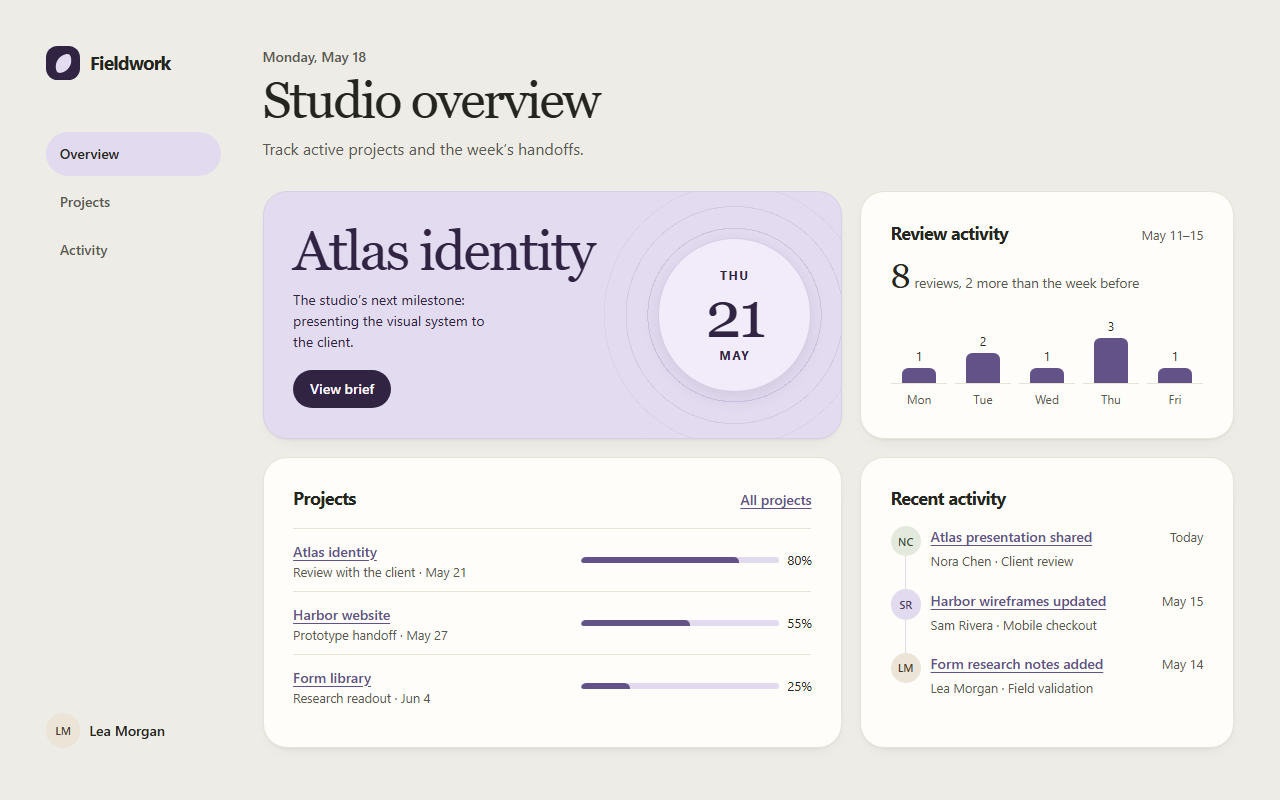 Fieldwork
Overview
Projects
Activity
LM Lea Morgan
Monday, May 18
Studio overview
Track active projects and the week’s handoffs.
Atlas identity
The studio’s next milestone:
presenting the visual system to
the client.
View brief
THU
21
MAY
Review activity May 11–15
8 reviews, 2 more than the week before
1 2 1 3 1
Mon Tue Wed Thu Fri
Projects All projects
Atlas identity
Review with the client · May 21
80%
Harbor website
Prototype handoff · May 27
55%
Form library
Research readout · Jun 4
25%
Recent activity
NC Atlas presentation shared Today
Nora Chen · Client review
SR Harbor wireframes updated May 15
Sam Rivera · Mobile checkout
LM Form research notes added May 14
Lea Morgan · Field validation